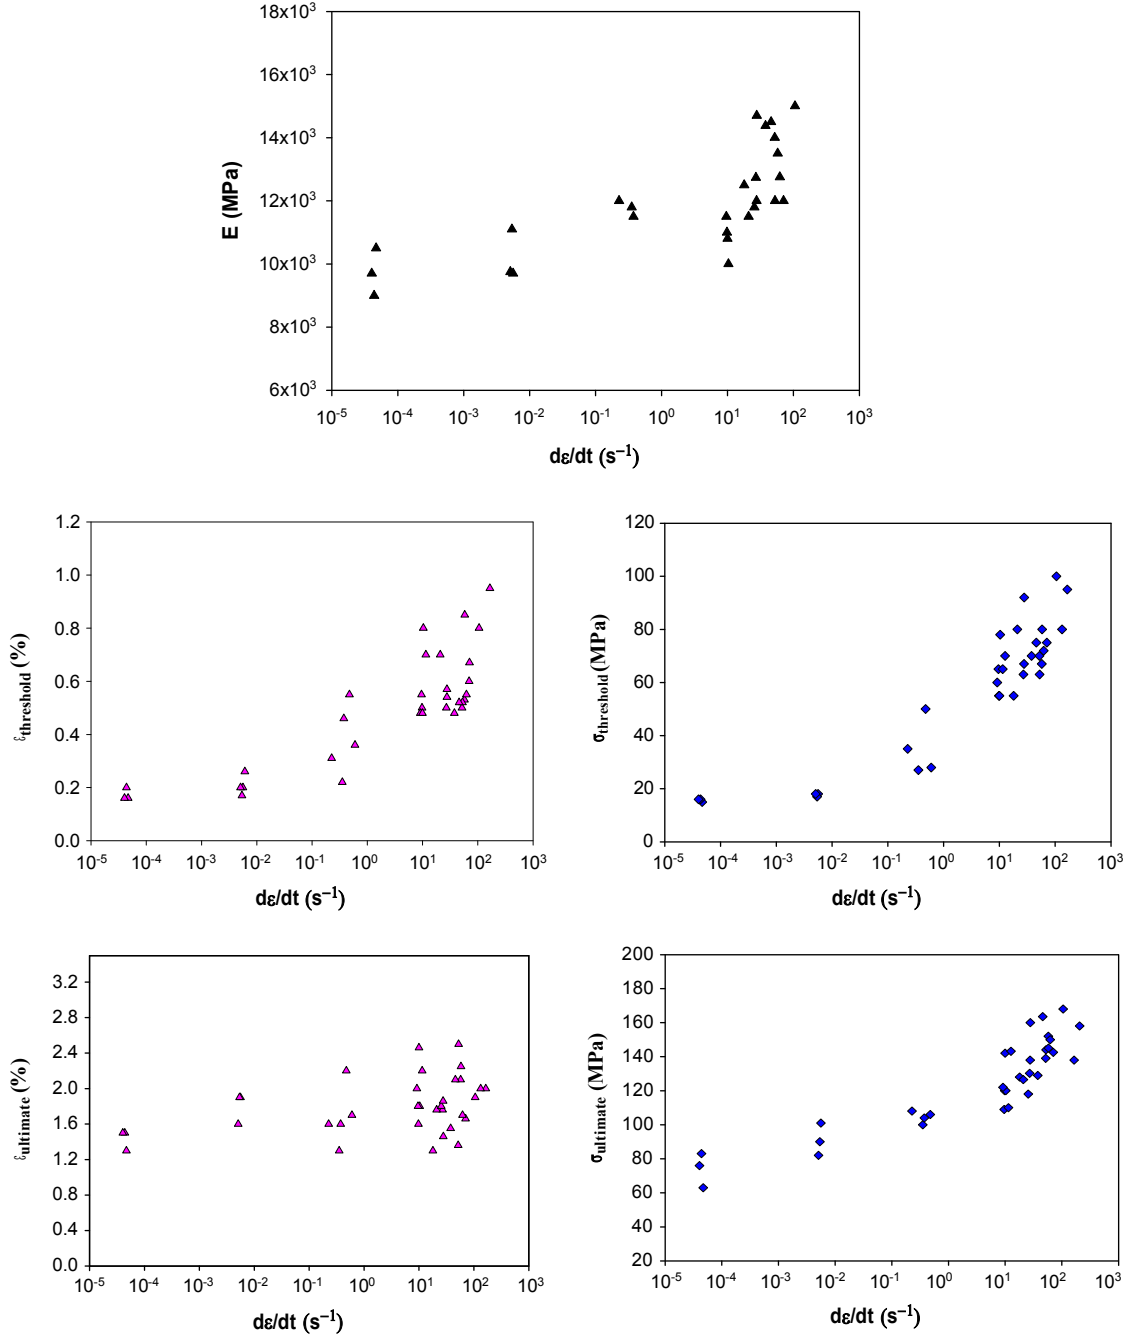 18x10³
16x10³
14x10³
12x10³
10x10³
8x10³
6x10³
E (MPa)
10⁻⁵ 10⁻⁴ 10⁻³ 10⁻² 10⁻¹ 10⁰ 10¹ 10² 10³
dε/dt (s⁻¹)
1.2
1.0
0.8
0.6
0.4
0.2
0.0
εthreshold (%)
10⁻⁵ 10⁻⁴ 10⁻³ 10⁻² 10⁻¹ 10⁰ 10¹ 10² 10³
dε/dt (s⁻¹)
120
100
80
60
40
20
0
σthreshold (MPa)
10⁻⁵ 10⁻⁴ 10⁻³ 10⁻² 10⁻¹ 10⁰ 10¹ 10² 10³
dε/dt (s⁻¹)
3.2
2.8
2.4
2.0
1.6
1.2
0.8
0.4
0.0
εultimate (%)
10⁻⁵ 10⁻⁴ 10⁻³ 10⁻² 10⁻¹ 10⁰ 10¹ 10² 10³
dε/dt (s⁻¹)
200
180
160
140
120
100
80
60
40
20
σultimate (MPa)
10⁻⁵ 10⁻⁴ 10⁻³ 10⁻² 10⁻¹ 10⁰ 10¹ 10² 10³
dε/dt (s⁻¹)